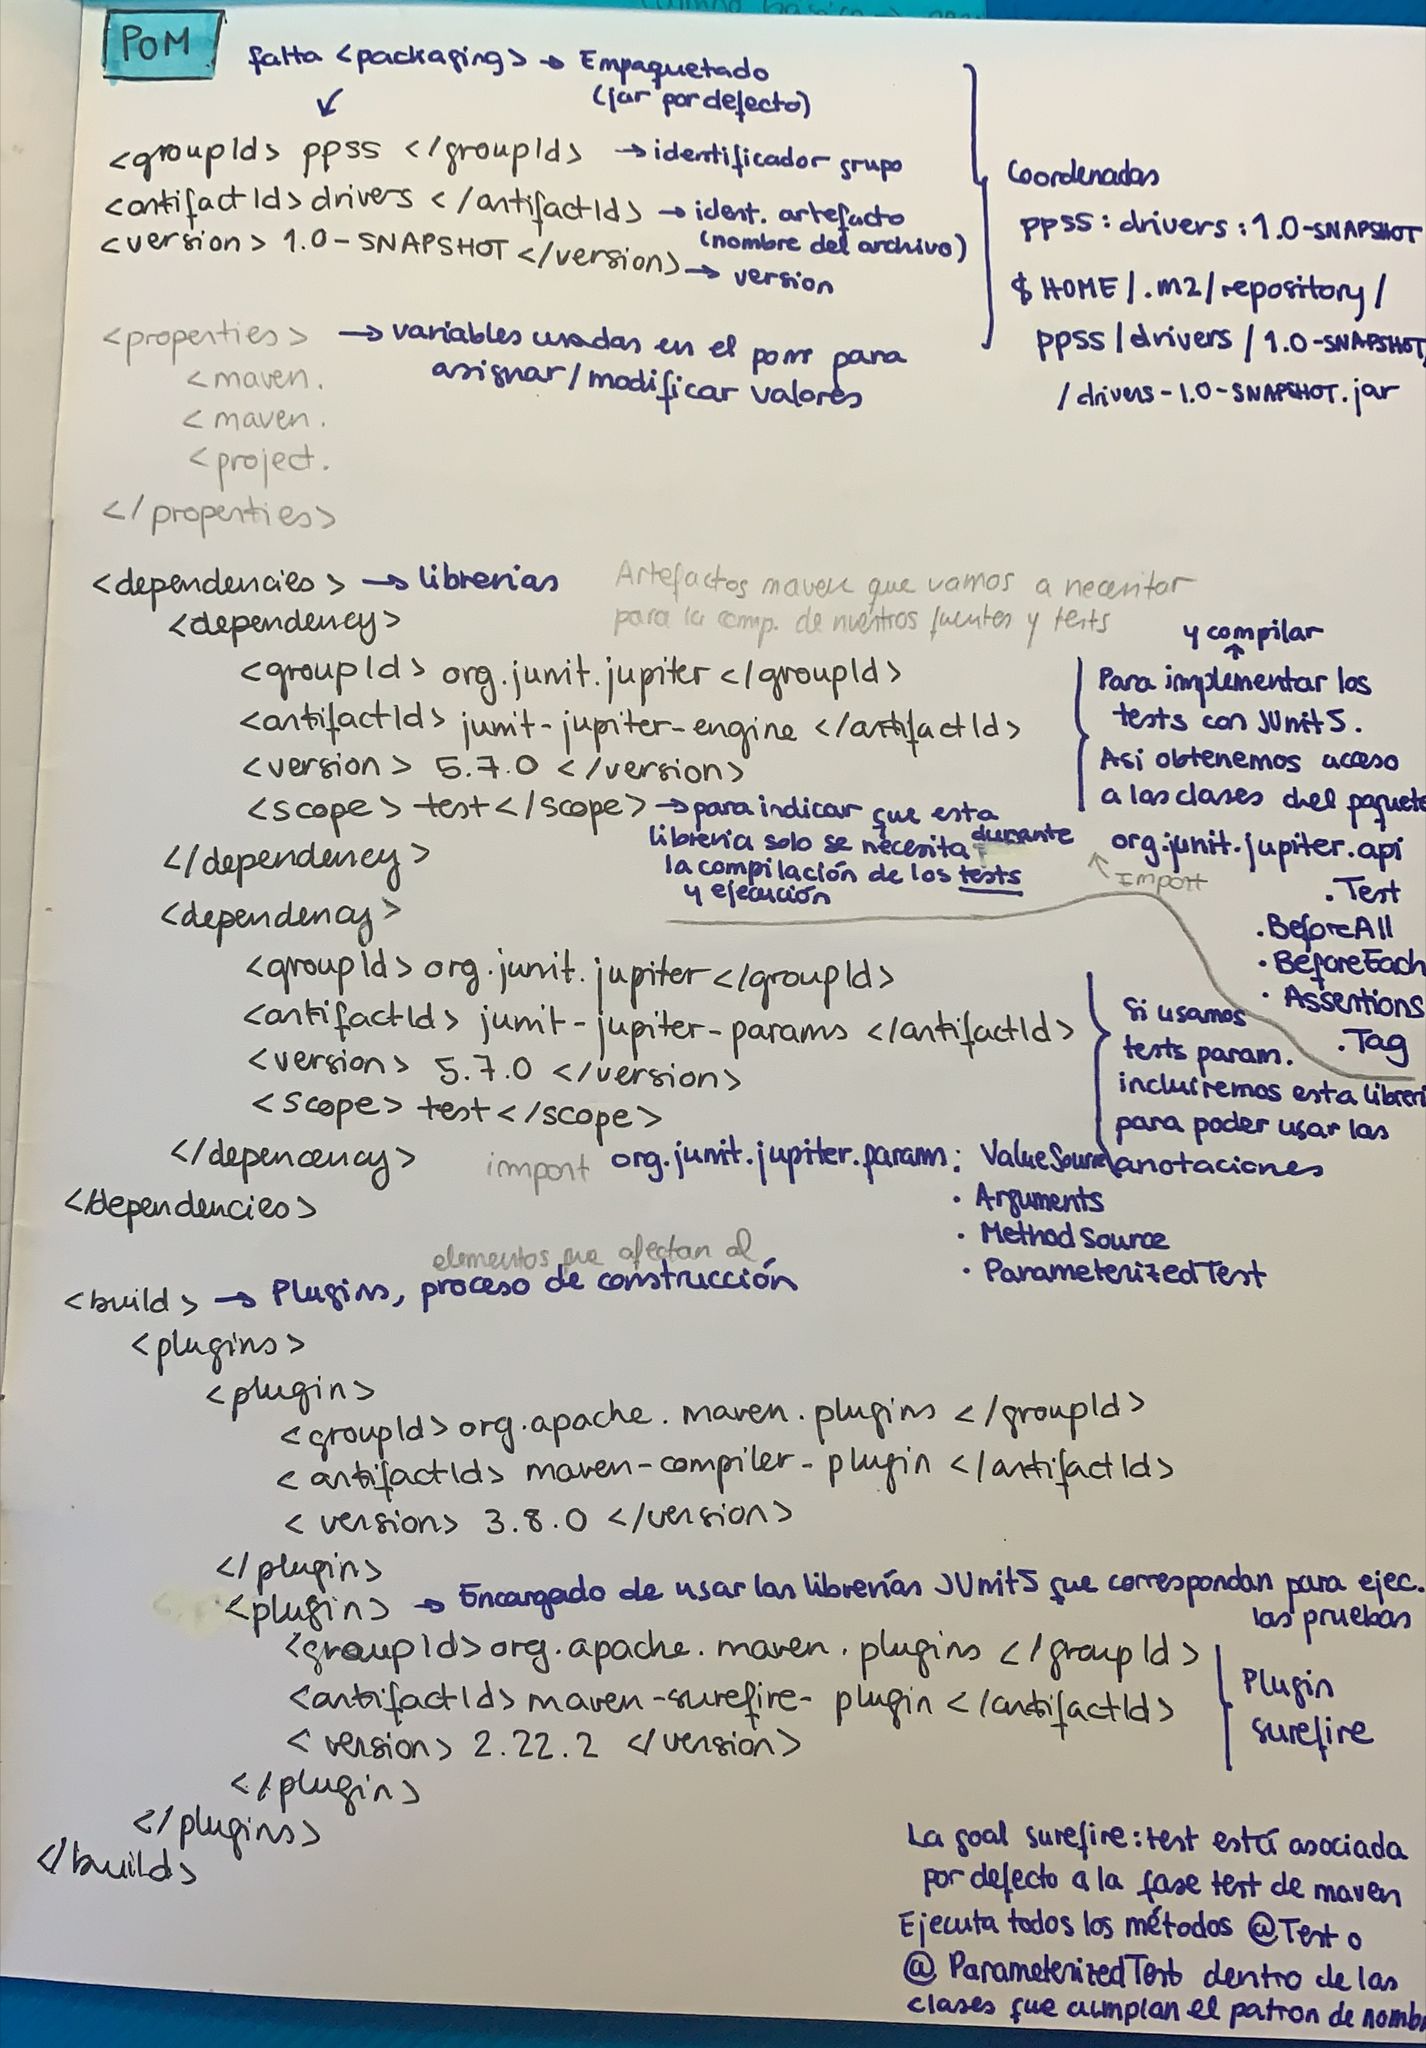 POM
falta <packaging> → Empaquetado
(jar por defecto)
<groupId> ppss </groupId> → identificador grupo
<artifactId> drivers </artifactId> → ident. artefacto
(nombre del archivo)
<version> 1.0-SNAPSHOT </version> → version
Coordenadas
ppss : drivers : 1.0-SNAPSHOT
$HOME/.m2/repository/
ppss/drivers/1.0-SNAPSHOT
/drivers-1.0-SNAPSHOT.jar
<properties> → variables usadas en el pom para
asignar/modificar valores
<maven.
<maven.
<project.
</properties>
<dependencies> → librerias
Artefactos maven que vamos a necesitar
para la comp. de nuestros fuentes y tests
<dependency>
<groupId> org.junit.jupiter </groupId>
<artifactId> junit-jupiter-engine </artifactId>
<version> 5.7.0 </version>
<scope> test </scope> → para indicar que esta
libreria solo se necesita durante
la compilación de los tests
y ejecución
</dependency>
y compilar
Para implementar los
tests con JUnit5.
Asi obtenemos acceso
a las clases del paquete
org.junit.jupiter.api
import
. Test
. BeforeAll
. BeforeEach
. Assertions
. Tag
<dependency>
<groupId> org.junit.jupiter </groupId>
<artifactId> junit-jupiter-params </artifactId>
<version> 5.7.0 </version>
<scope> test </scope>
</dependency>
Si usamos
tests param.
incluiremos esta libreri
para poder usar las
anotaciones
import org.junit.jupiter.params: ValueSource
· Arguments
· MethodSource
· ParameterizedTest
</dependencies>
elementos que afectan al
<build> → Plugins, proceso de construcción
<plugins>
<plugin>
<groupId> org.apache.maven.plugins </groupId>
<artifactId> maven-compiler-plugin </artifactId>
<version> 3.8.0 </version>
</plugin>
<plugin> → Encargado de usar las librerías JUnit5 que correspondan para ejec.
las pruebas
<groupId> org.apache.maven.plugins </groupId>
<artifactId> maven-surefire-plugin </artifactId>
<version> 2.22.2 </version>
Plugin
surefire
</plugin>
</plugins>
</build>
La goal surefire:test está asociada
por defecto a la fase test de maven
Ejecuta todos los métodos @Test o
@ParameterizedTest dentro de las
clases que cumplan el patron de nomb